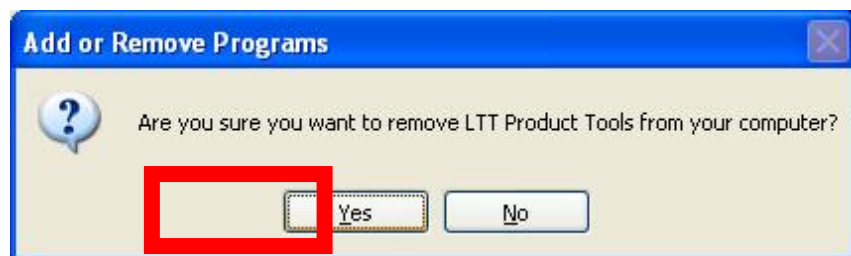 Add or Remove Programs
Are you sure you want to remove LTT Product Tools from your computer?
Yes No